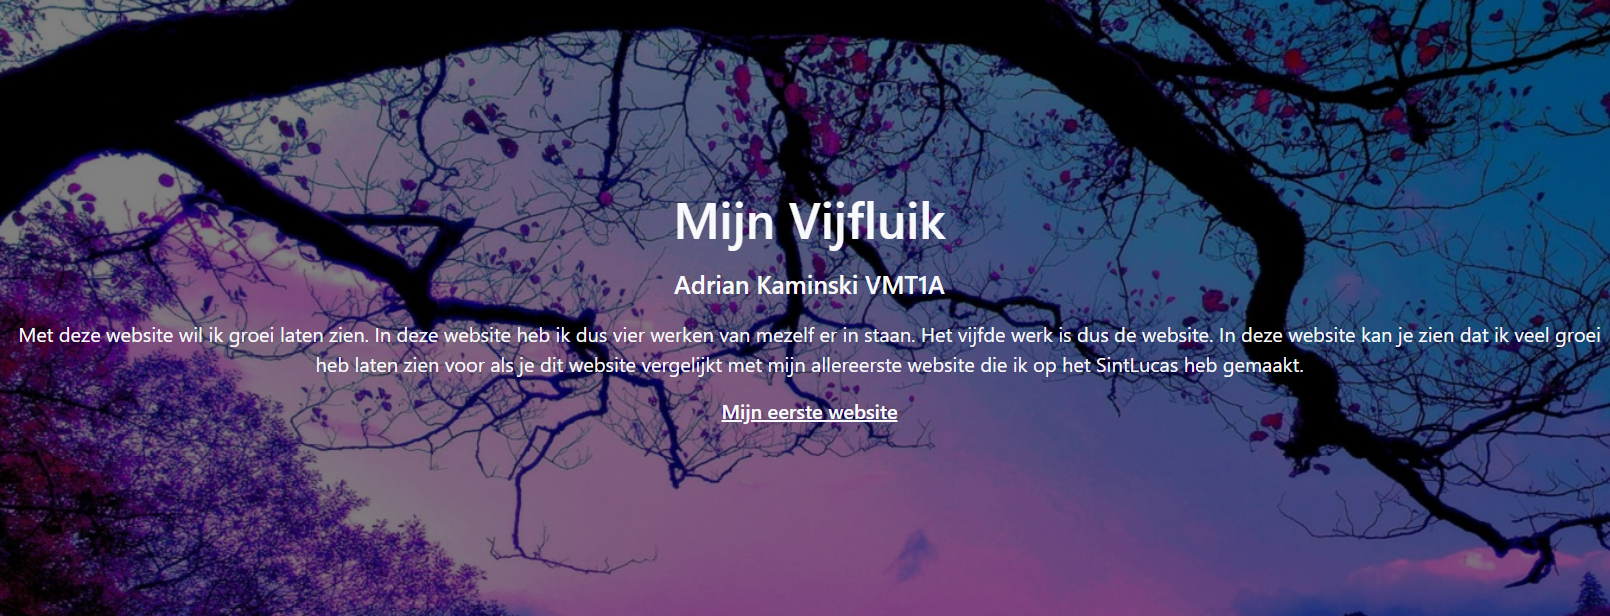 Mijn Vijfluik
Adrian Kaminski VMT1A
Met deze website wil ik groei laten zien. In deze website heb ik dus vier werken van mezelf er in staan. Het vijfde werk is dus de website. In deze website kan je zien dat ik veel groei
heb laten zien voor als je dit website vergelijkt met mijn allereerste website die ik op het SintLucas heb gemaakt.
Mijn eerste website